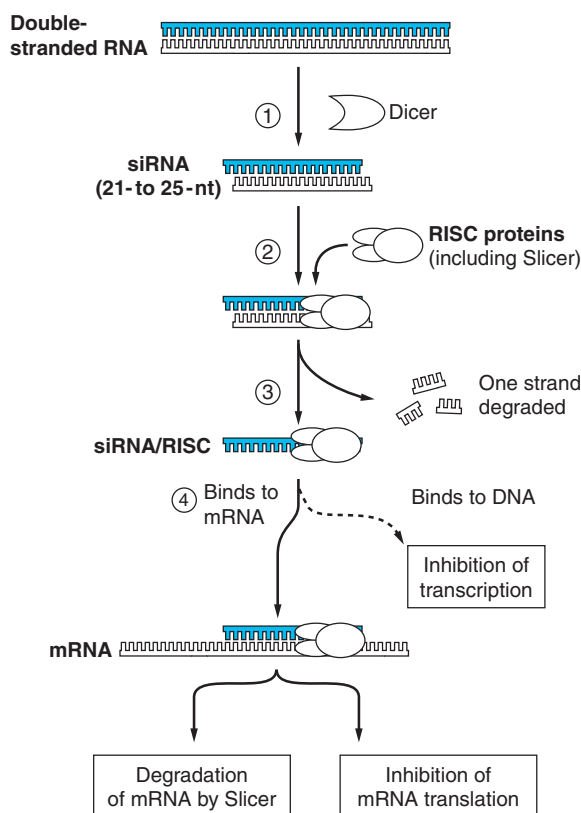 Double-
stranded RNA
1
Dicer
siRNA
(21- to 25-nt)
2
RISC proteins
(including Slicer)
3
One strand
degraded
siRNA/RISC
4
Binds to
mRNA
Binds to DNA
Inhibition of
transcription
mRNA
Degradation
of mRNA by Slicer
Inhibition of
mRNA translation